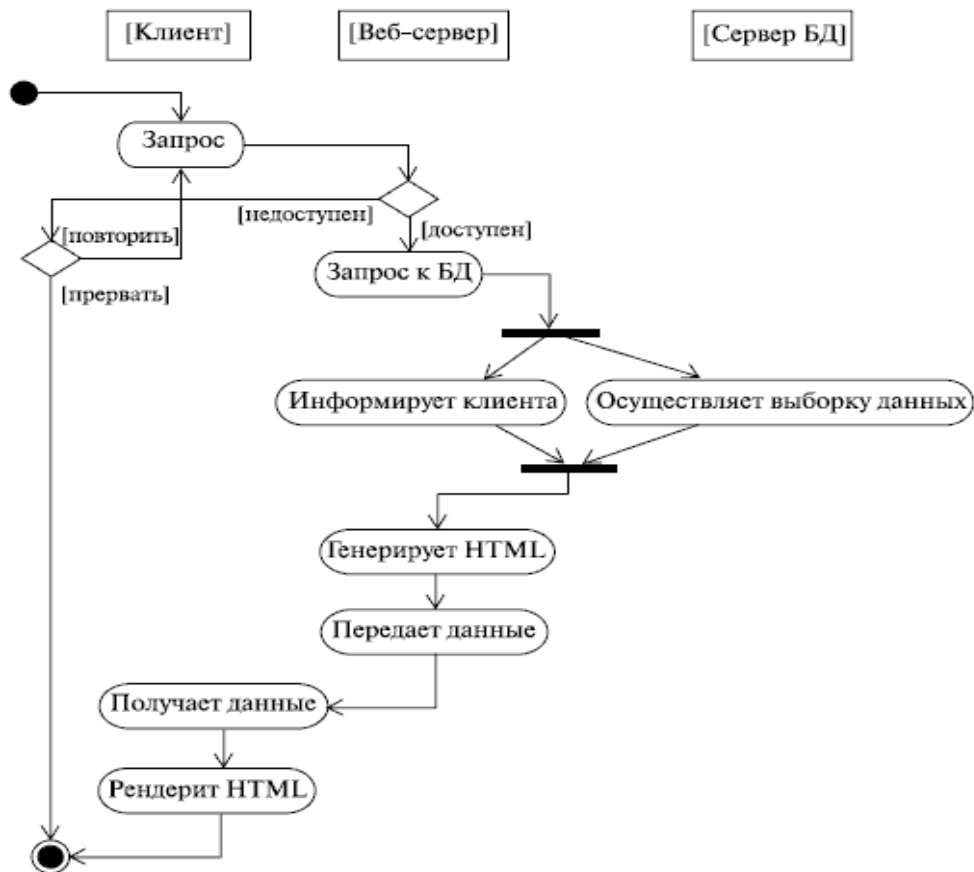 [Клиент]
[Веб-сервер]
[Сервер БД]
Запрос
[недоступен]
[повторить]
[доступен]
Запрос к БД
[прервать]
Информирует клиента
Осуществляет выборку данных
Генерирует HTML
Передает данные
Получает данные
Рендерит HTML